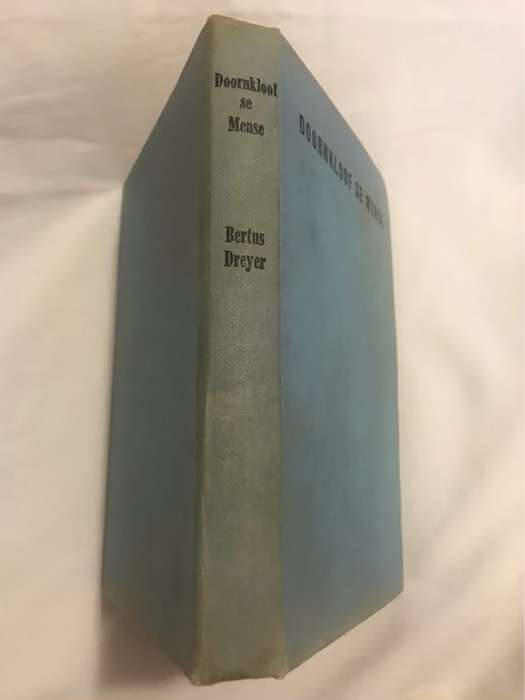 Doornkloof
se
Mense
Bertus
Dreyer
DOORNKLOOF SE MENSE